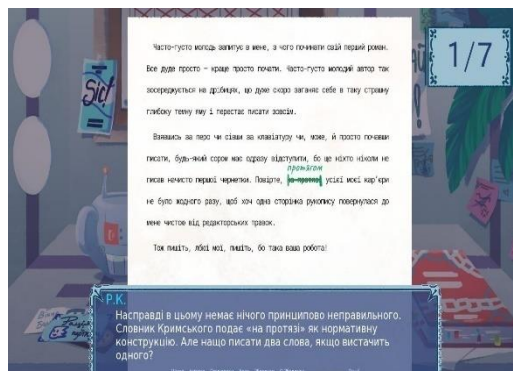 Часто-густо молодь запитує в мене, з чого починати свій перший роман.
Все дуде просто – краще просто почати. Часто-густо молодий автор так
зосереджується на дрібницях, що дуже скоро заганяє себе в таку страшну
глибоку темну яму і перестає писати зовсім.
Взявшись за перо чи сівши за клавіатуру чи, може, й просто почавши
писати, будь-який сором має одразу відступити, бо ще ніхто ніколи не
протягом
писав начисто першої чернетки. Повірте, на протязі усієї моєї кар'єри
не було жодного разу, щоб хоч одна сторінка рукопису повернулася до
мене чистою від редакторських правок.
Тож пишіть, любі мої, пишіть, бо така ваша робота!
1/7
Р.К.
Насправді в цьому немає нічого принципово неправильного.
Словник Кримського подає «на протязі» як нормативну
конструкцію. Але нащо писати два слова, якщо вистачить
одного?